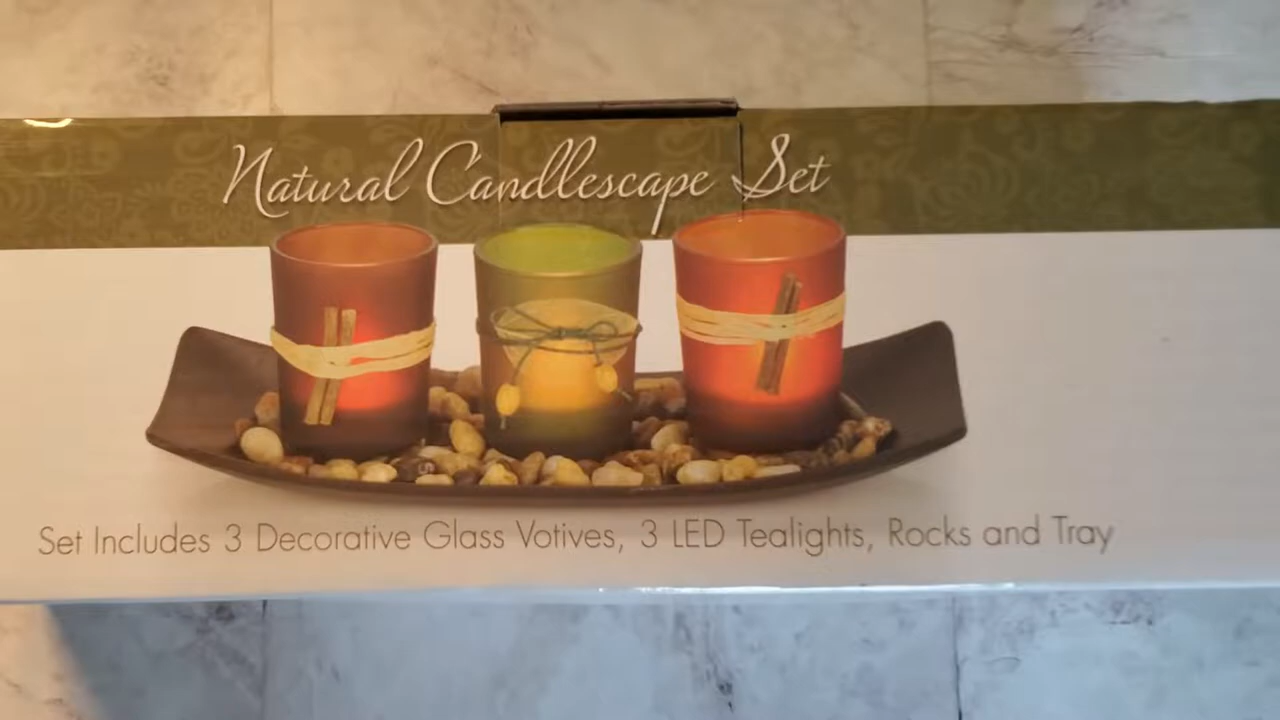 Natural Candlescape Set
Set Includes 3 Decorative Glass Votives, 3 LED Tealights, Rocks and Tray